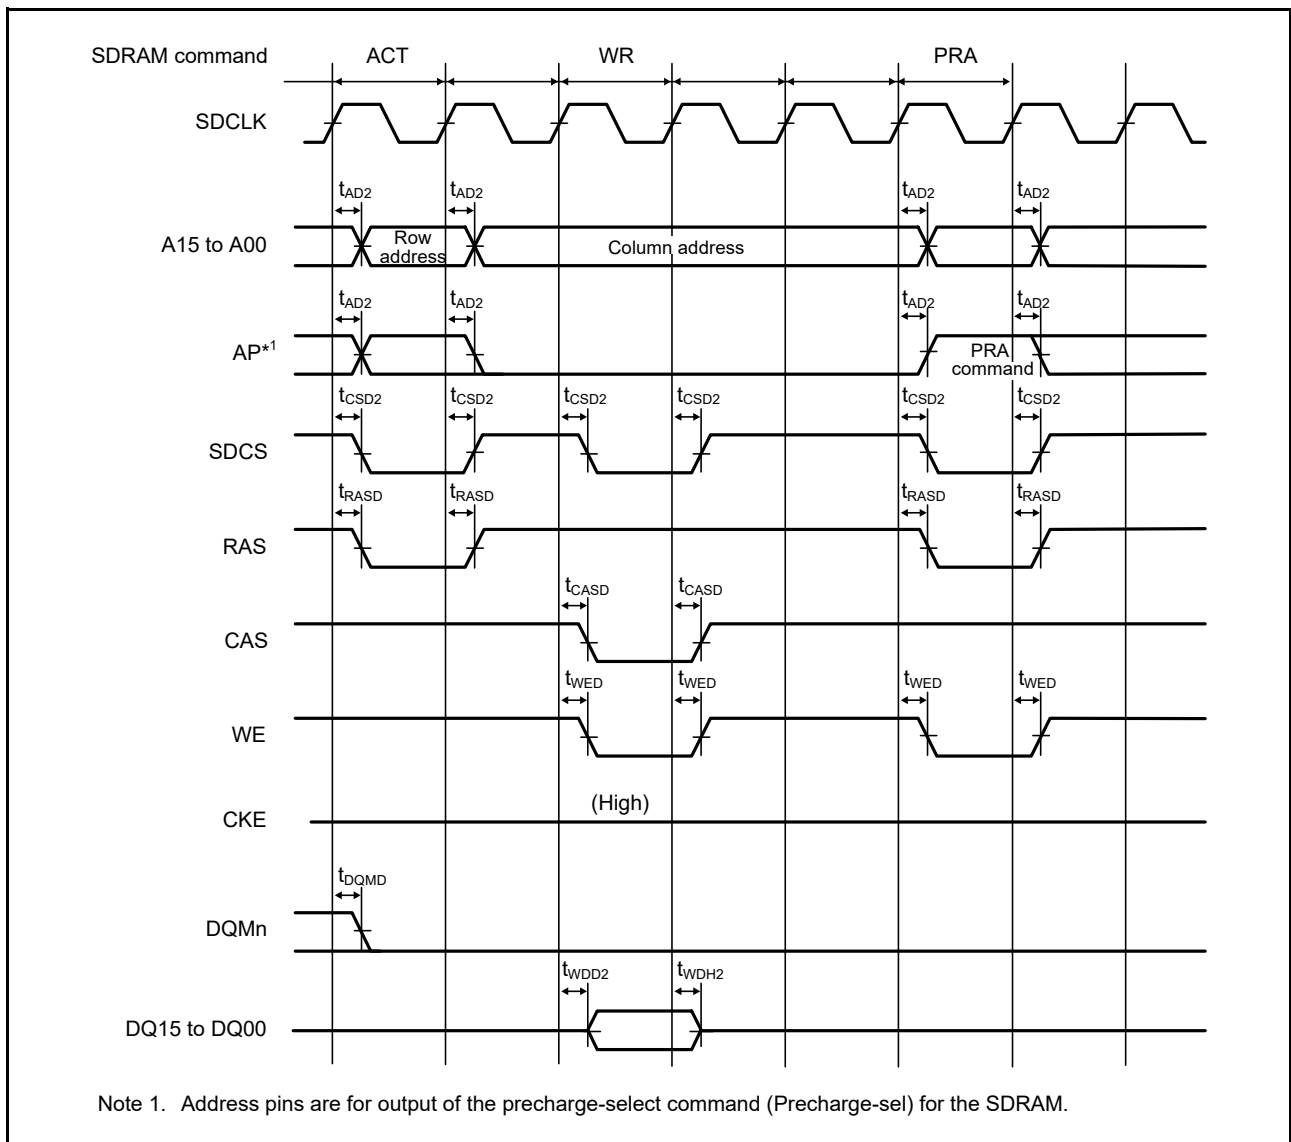 SDRAM command ACT WR PRA
SDCLK
tAD2 tAD2 tAD2 tAD2
A15 to A00 Row address Column address
tAD2 tAD2 tAD2 tAD2
AP*1 PRA command
tCSD2 tCSD2 tCSD2 tCSD2 tCSD2 tCSD2
SDCS
tRASD tRASD tRASD tRASD
RAS
tCASD tCASD
CAS
tWED tWED tWED tWED
WE
(High)
CKE
tDQMD
DQMn
tWDD2 tWDH2
DQ15 to DQ00
Note 1. Address pins are for output of the precharge-select command (Precharge-sel) for the SDRAM.